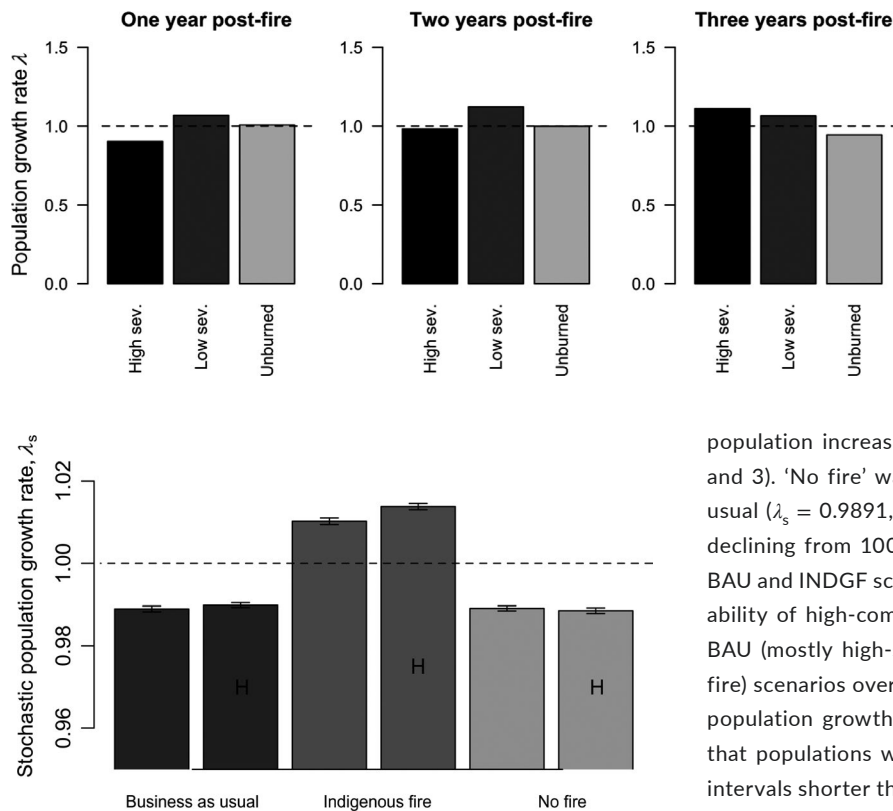 One year post-fire
Two years post-fire
Three years post-fire
Population growth rate λ
1.5
1.0
0.5
0.0
High sev.
Low sev.
Unburned
1.5
1.0
0.5
0.0
High sev.
Low sev.
Unburned
1.5
1.0
0.5
0.0
High sev.
Low sev.
Unburned
Stochastic population growth rate, λs
1.02
1.00
0.98
0.96
H
H
H
Business as usual
Indigenous fire
No fire
population increas
and 3). ‘No fire’ w
usual (λs = 0.9891,
declining from 100
BAU and INDGF sc
ability of high-com
BAU (mostly high-
fire) scenarios over
population growth
that populations w
intervals shorter th